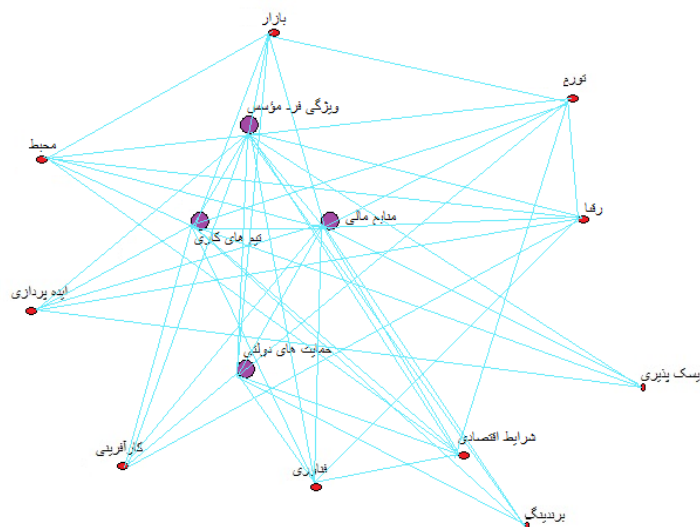 بازار
تورم
ویژگی فرد مؤسس
محیط
رقبا
منابع مالی
تیم های کاری
ایده پردازی
حمایت های دولتی
یسک پذیری
شرایط اقتصادی
کارآفرینی
فناوری
برندینگ